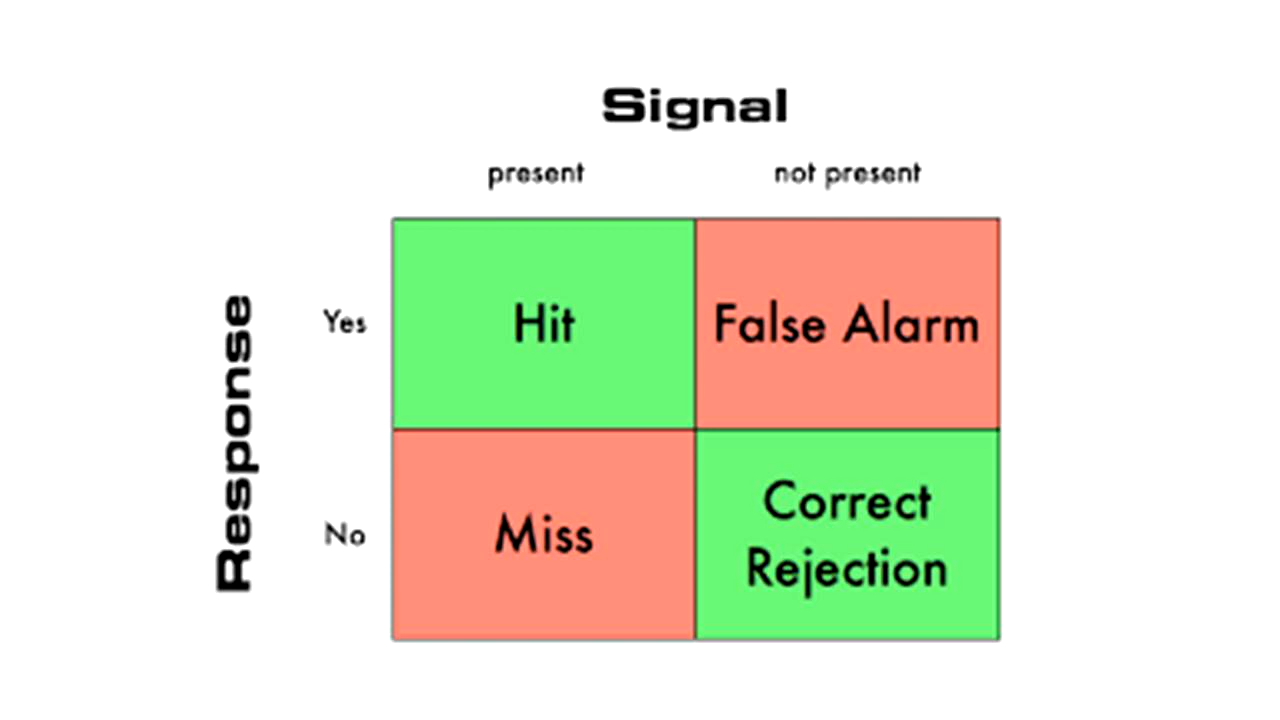 Signal
present
not present
Response
Yes
Hit
False Alarm
No
Miss
Correct
Rejection